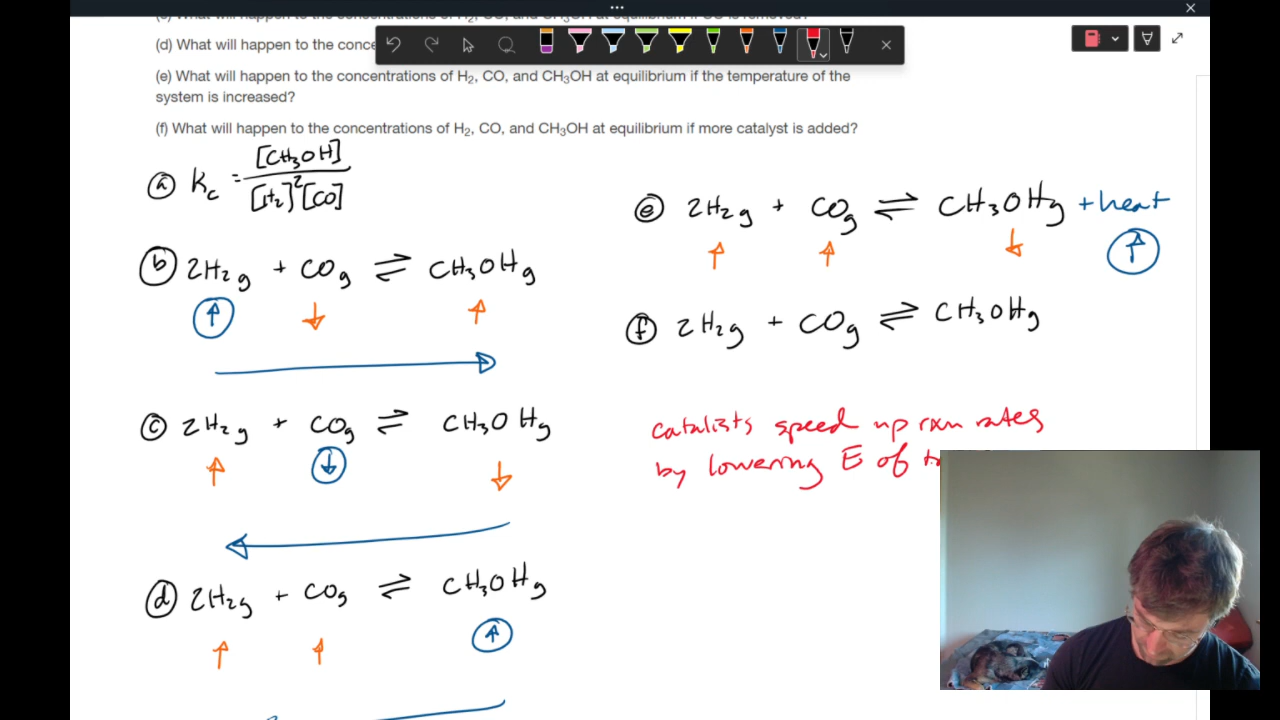 (d) What will happen to the conce
(e) What will happen to the concentrations of H₂, CO, and CH₃OH at equilibrium if the temperature of the
system is increased?
(f) What will happen to the concentrations of H₂, CO, and CH₃OH at equilibrium if more catalyst is added?
ⓐ Kc = [CH₃OH] / [H₂]²[CO]
ⓑ 2H₂g + COg ⇌ CH₃OHg
ⓒ 2H₂g + COg ⇌ CH₃OHg
ⓓ 2H₂g + COg ⇌ CH₃OHg
ⓔ 2H₂g + COg ⇌ CH₃OHg + heat
ⓕ 2H₂g + COg ⇌ CH₃OHg
catalists speed up rxn rates
by lowering E of